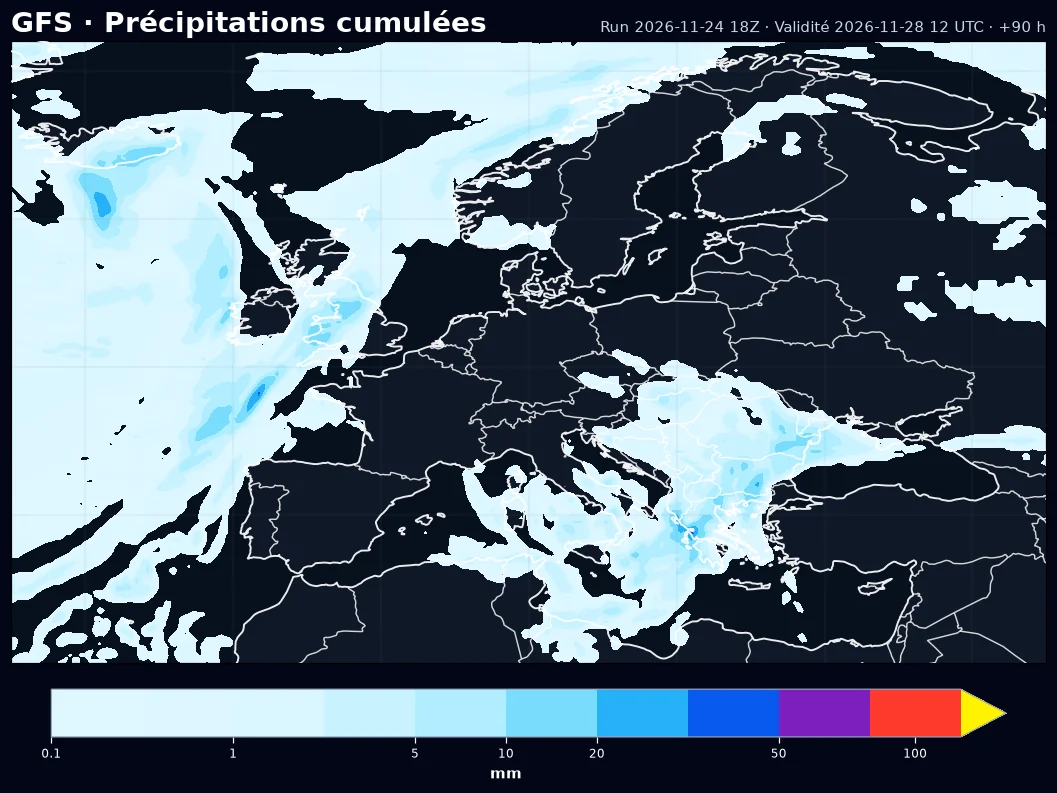 GFS · Précipitations cumulées
Run 2026-11-24 18Z · Validité 2026-11-28 12 UTC · +90 h
0.1 1 5 10 20 50 100
mm